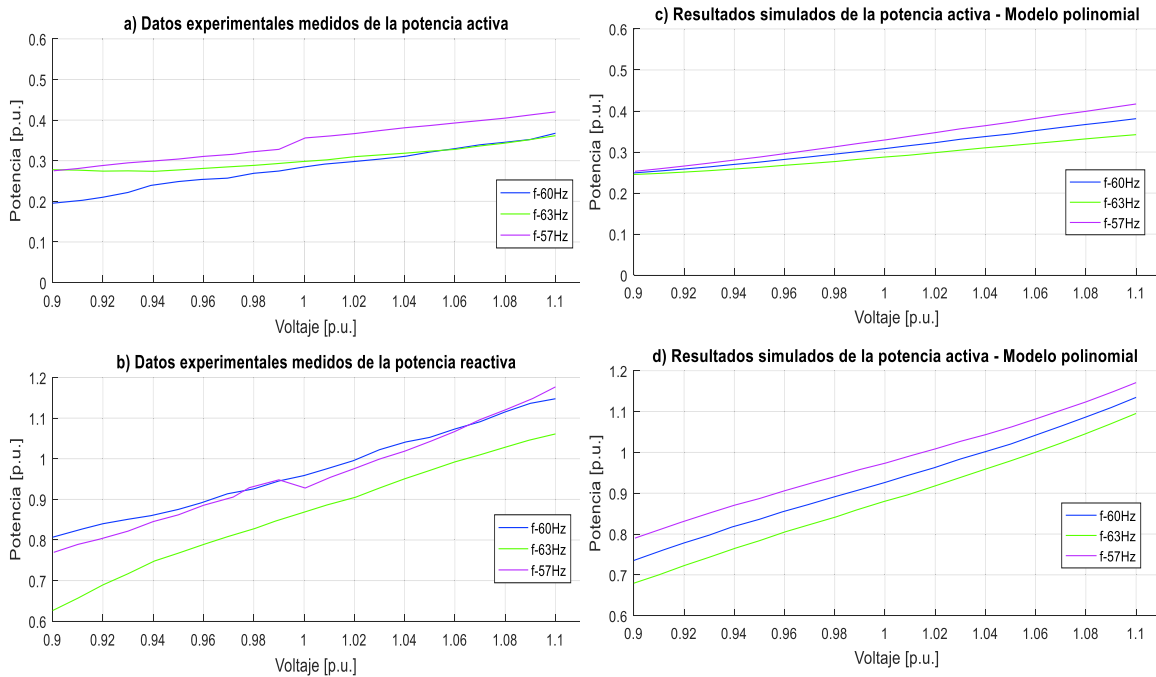 a) Datos experimentales medidos de la potencia activa
0.6
0.5
0.4
0.3
0.2
0.1
0
Potencia [p.u.]
f-60Hz
f-63Hz
f-57Hz
0.9 0.92 0.94 0.96 0.98 1 1.02 1.04 1.06 1.08 1.1
Voltaje [p.u.]
c) Resultados simulados de la potencia activa - Modelo polinomial
0.6
0.5
0.4
0.3
0.2
0.1
0
Potencia [p.u.]
f-60Hz
f-63Hz
f-57Hz
0.9 0.92 0.94 0.96 0.98 1 1.02 1.04 1.06 1.08 1.1
Voltaje [p.u.]
b) Datos experimentales medidos de la potencia reactiva
1.2
1.1
1
0.9
0.8
0.7
0.6
Potencia [p.u.]
f-60Hz
f-63Hz
f-57Hz
0.9 0.92 0.94 0.96 0.98 1 1.02 1.04 1.06 1.08 1.1
Voltaje [p.u.]
d) Resultados simulados de la potencia activa - Modelo polinomial
1.2
1.1
1
0.9
0.8
0.7
0.6
Potencia [p.u.]
f-60Hz
f-63Hz
f-57Hz
0.9 0.92 0.94 0.96 0.98 1 1.02 1.04 1.06 1.08 1.1
Voltaje [p.u.]